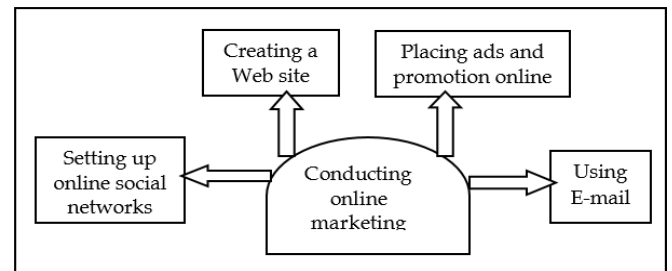 Creating a
Web site
Placing ads and
promotion online
Setting up
online social
networks
Conducting
online
marketing
Using
E-mail